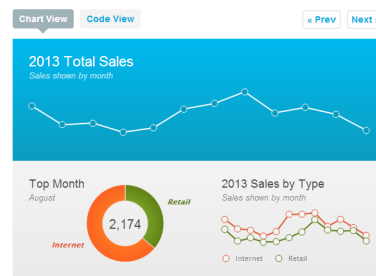 Chart View
Code View
« Prev
Next
2013 Total Sales
Sales shown by month
Top Month
August
Retail
2,174
Internet
2013 Sales by Type
Sales shown by month
Internet
Retail